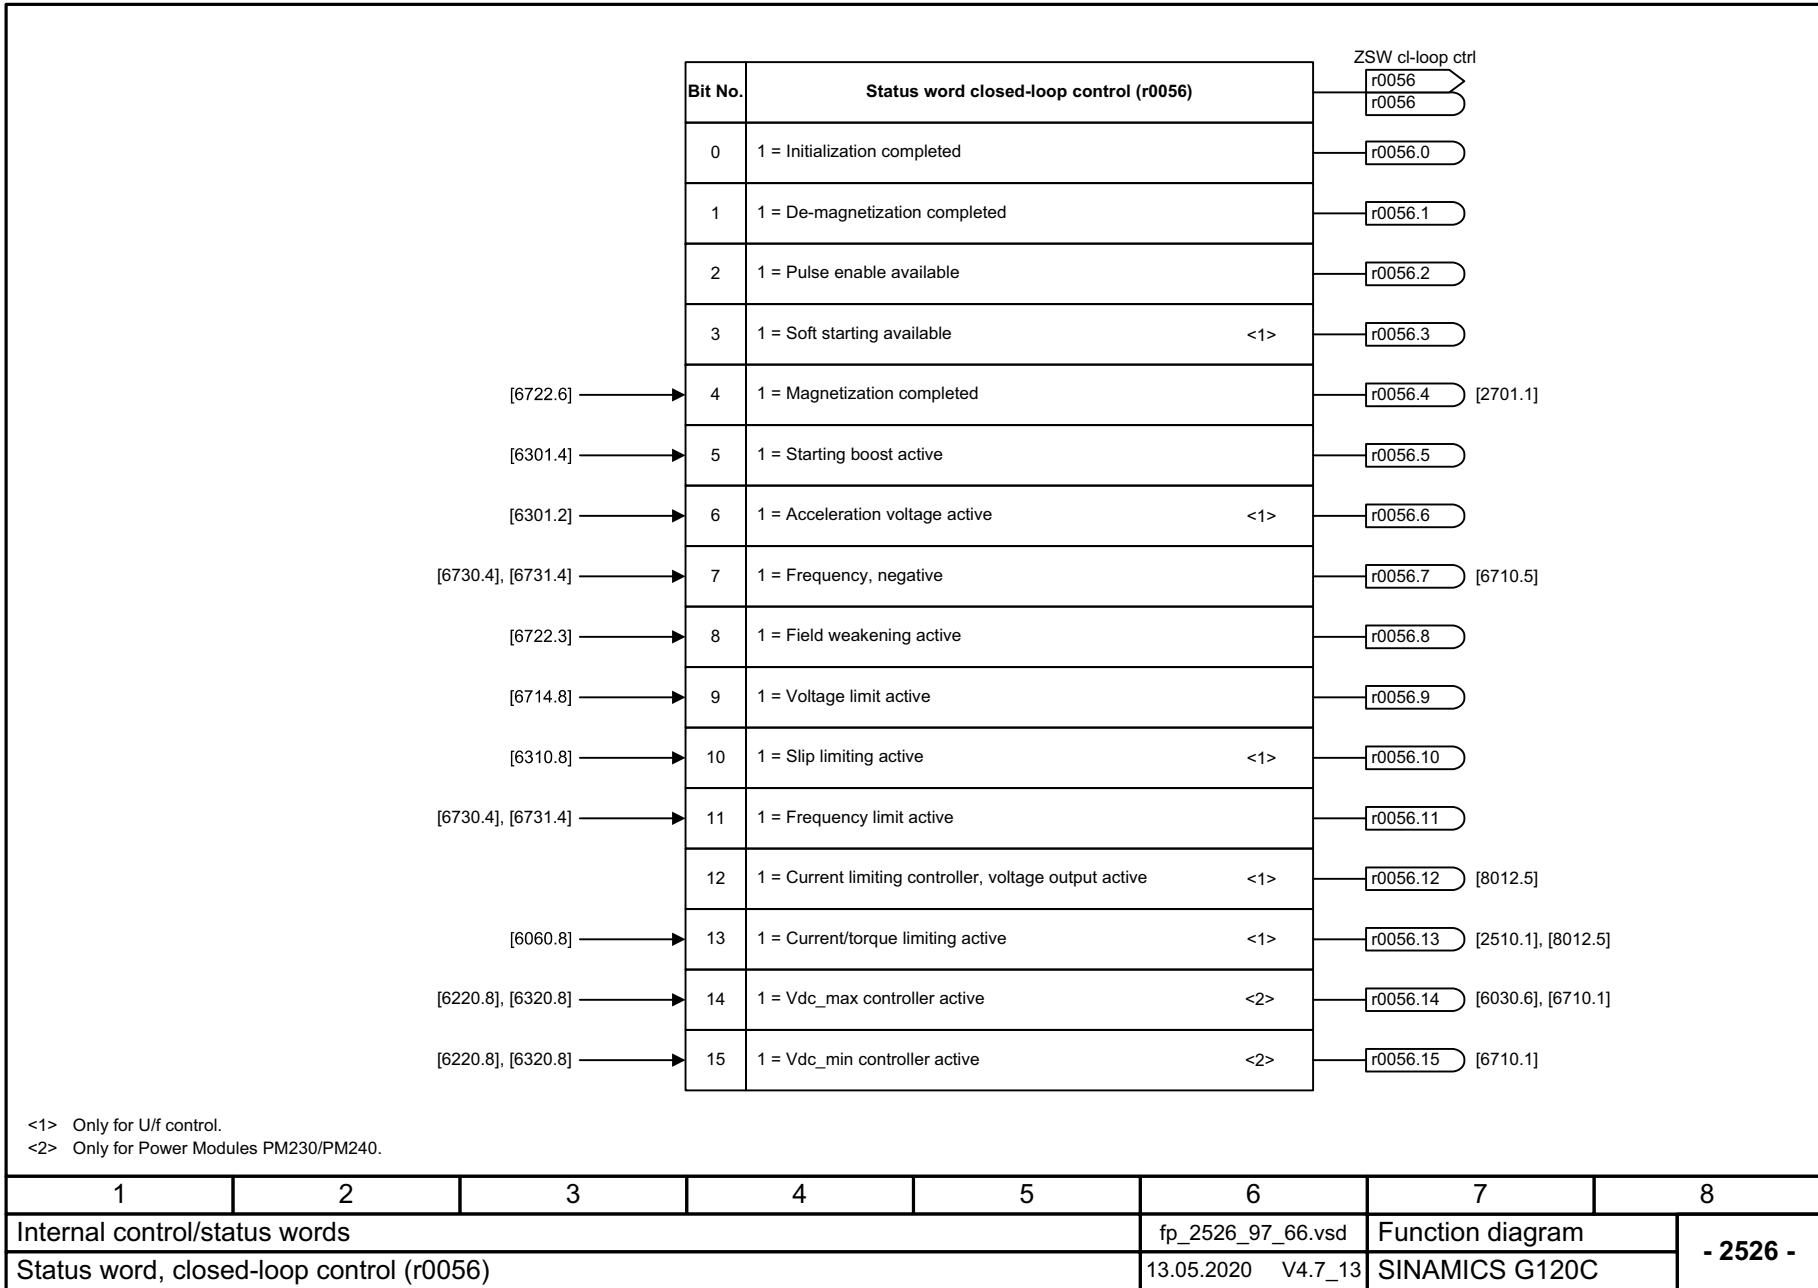 ZSW cl-loop ctrl
Bit No. Status word closed-loop control (r0056) r0056
r0056
0 1 = Initialization completed r0056.0
1 1 = De-magnetization completed r0056.1
2 1 = Pulse enable available r0056.2
3 1 = Soft starting available <1> r0056.3
[6722.6] 4 1 = Magnetization completed r0056.4 [2701.1]
[6301.4] 5 1 = Starting boost active r0056.5
[6301.2] 6 1 = Acceleration voltage active <1> r0056.6
[6730.4], [6731.4] 7 1 = Frequency, negative r0056.7 [6710.5]
[6722.3] 8 1 = Field weakening active r0056.8
[6714.8] 9 1 = Voltage limit active r0056.9
[6310.8] 10 1 = Slip limiting active <1> r0056.10
[6730.4], [6731.4] 11 1 = Frequency limit active r0056.11
12 1 = Current limiting controller, voltage output active <1> r0056.12 [8012.5]
[6060.8] 13 1 = Current/torque limiting active <1> r0056.13 [2510.1], [8012.5]
[6220.8], [6320.8] 14 1 = Vdc_max controller active <2> r0056.14 [6030.6], [6710.1]
[6220.8], [6320.8] 15 1 = Vdc_min controller active <2> r0056.15 [6710.1]
<1> Only for U/f control.
<2> Only for Power Modules PM230/PM240.
1 2 3 4 5 6 7 8
Internal control/status words fp_2526_97_66.vsd Function diagram - 2526 -
Status word, closed-loop control (r0056) 13.05.2020 V4.7_13 SINAMICS G120C